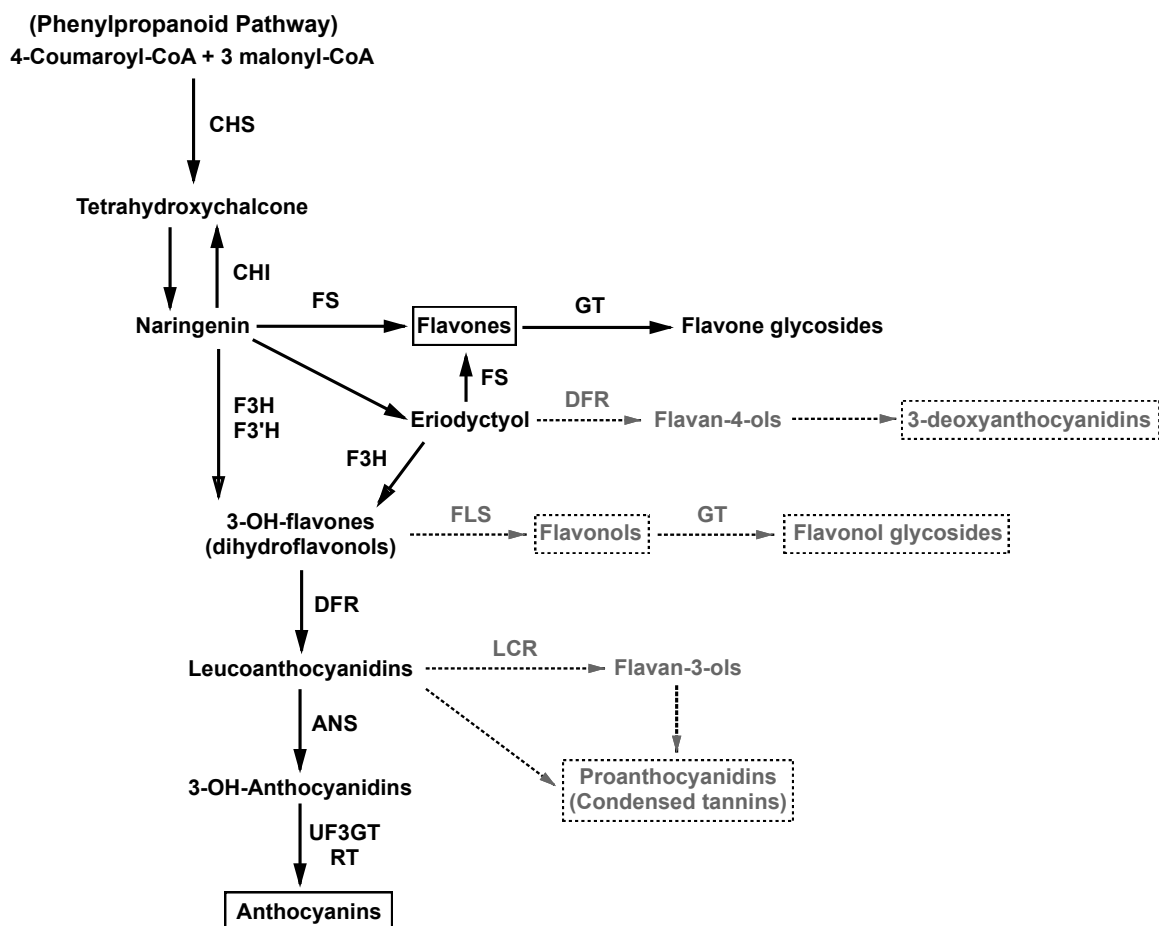 (Phenylpropanoid Pathway)
4-Coumaroyl-CoA + 3 malonyl-CoA
CHS
Tetrahydroxychalcone
CHI
FS
GT
Naringenin
Flavones
Flavone glycosides
FS
F3H
F3'H
DFR
Eriodyctyol
Flavan-4-ols
3-deoxyanthocyanidins
F3H
3-OH-flavones
(dihydroflavonols)
FLS
GT
Flavonols
Flavonol glycosides
DFR
LCR
Leucoanthocyanidins
Flavan-3-ols
ANS
3-OH-Anthocyanidins
Proanthocyanidins
(Condensed tannins)
UF3GT
RT
Anthocyanins